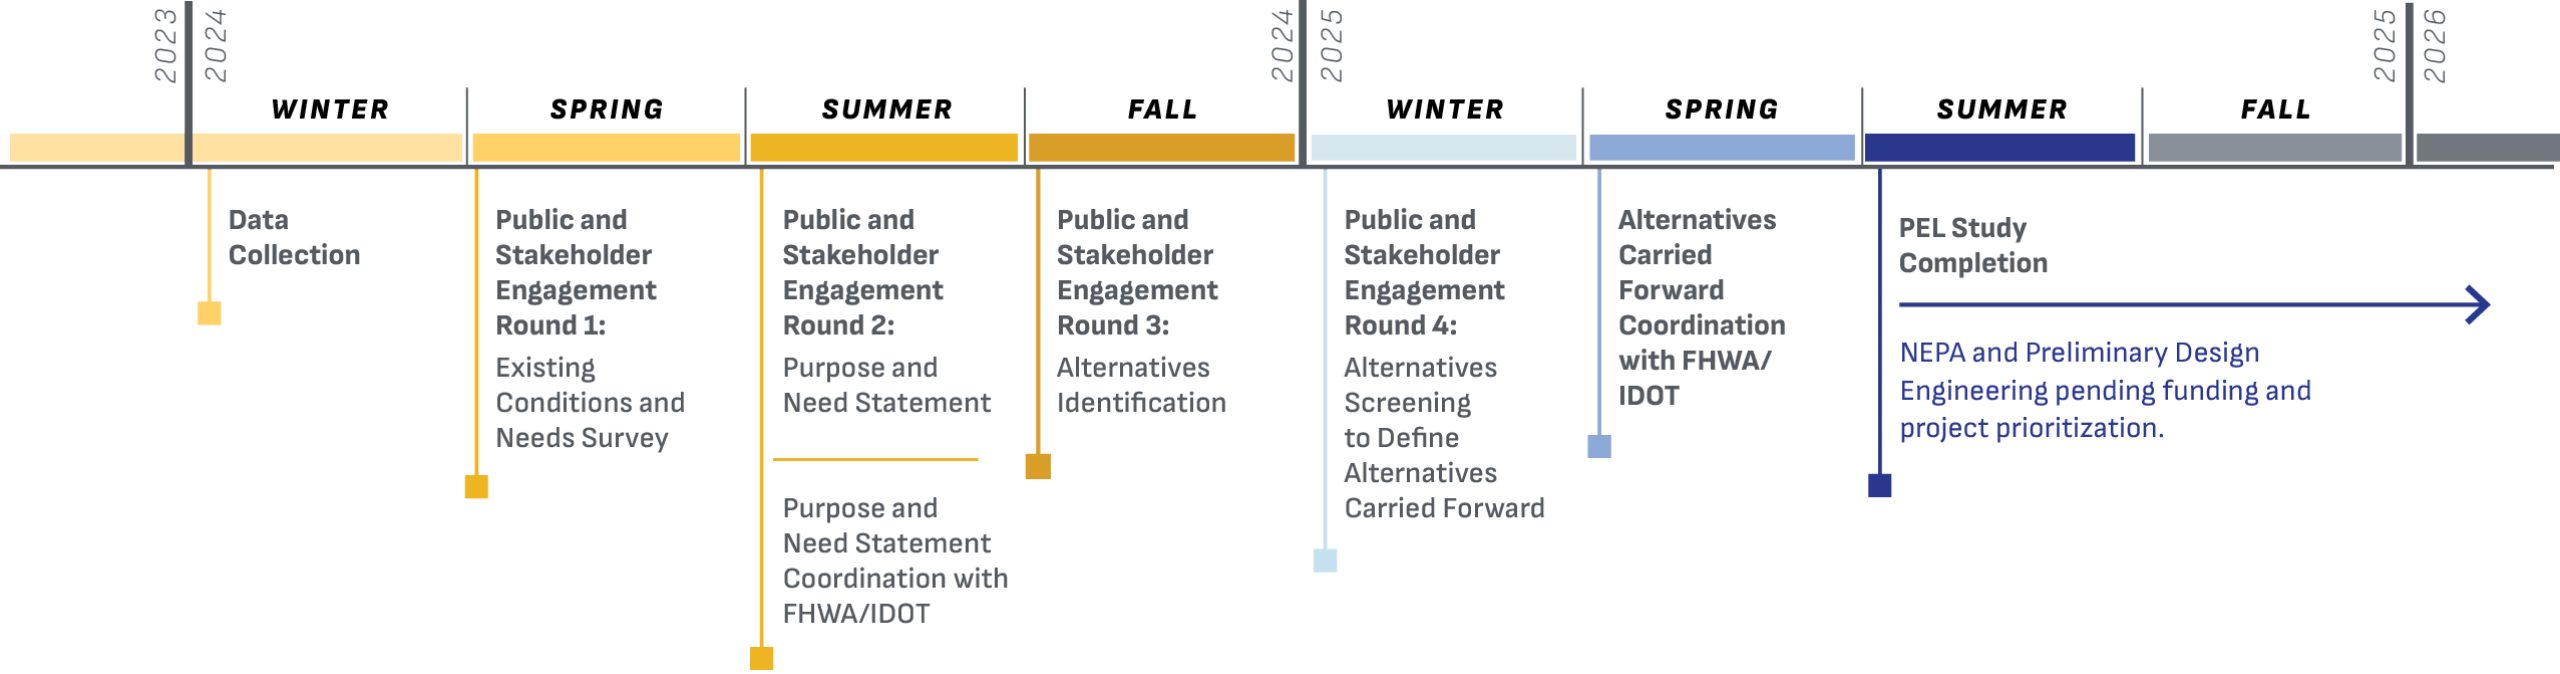 2023
2024
2024
2025
2025
2026
WINTER
SPRING
SUMMER
FALL
WINTER
SPRING
SUMMER
FALL
Data
Collection
Public and
Stakeholder
Engagement
Round 1:
Existing
Conditions and
Needs Survey
Public and
Stakeholder
Engagement
Round 2:
Purpose and
Need Statement
Purpose and
Need Statement
Coordination with
FHWA/IDOT
Public and
Stakeholder
Engagement
Round 3:
Alternatives
Identification
Public and
Stakeholder
Engagement
Round 4:
Alternatives
Screening
to Define
Alternatives
Carried Forward
Alternatives
Carried
Forward
Coordination
with FHWA/
IDOT
PEL Study
Completion
NEPA and Preliminary Design
Engineering pending funding and
project prioritization.